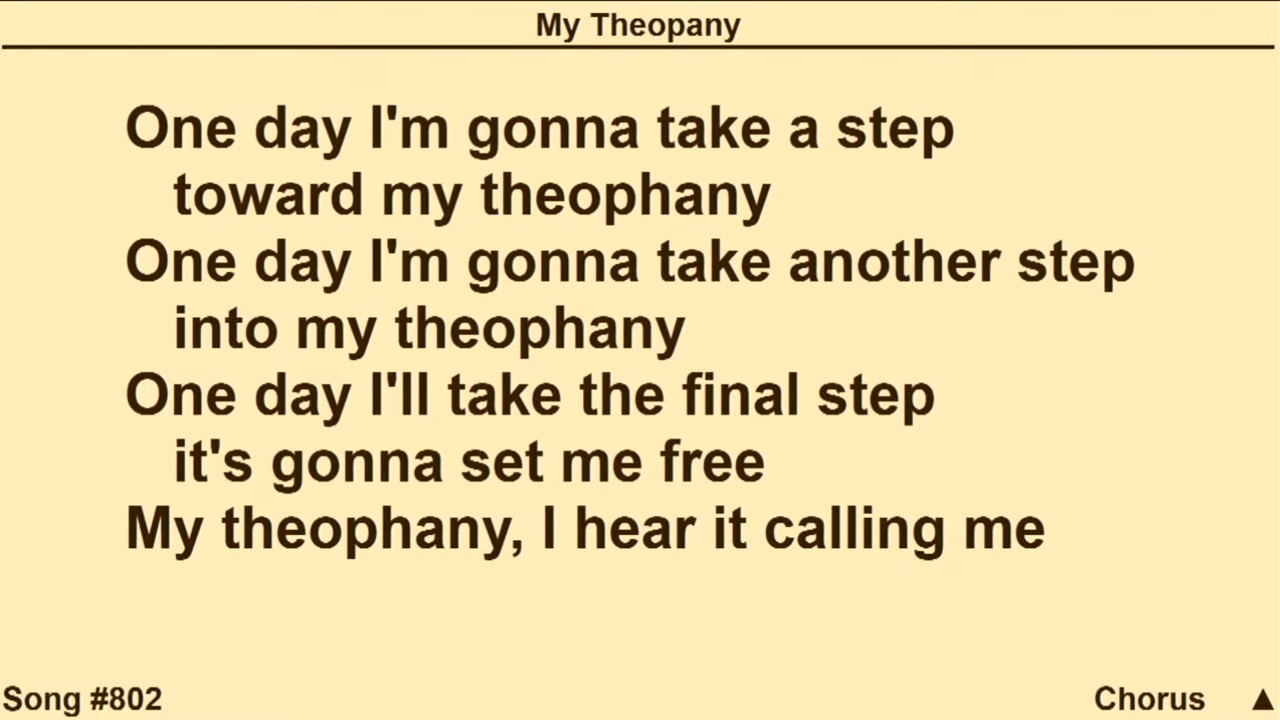 My Theopany
One day I'm gonna take a step
toward my theophany
One day I'm gonna take another step
into my theophany
One day I'll take the final step
it's gonna set me free
My theophany, I hear it calling me
Song #802
Chorus ▲